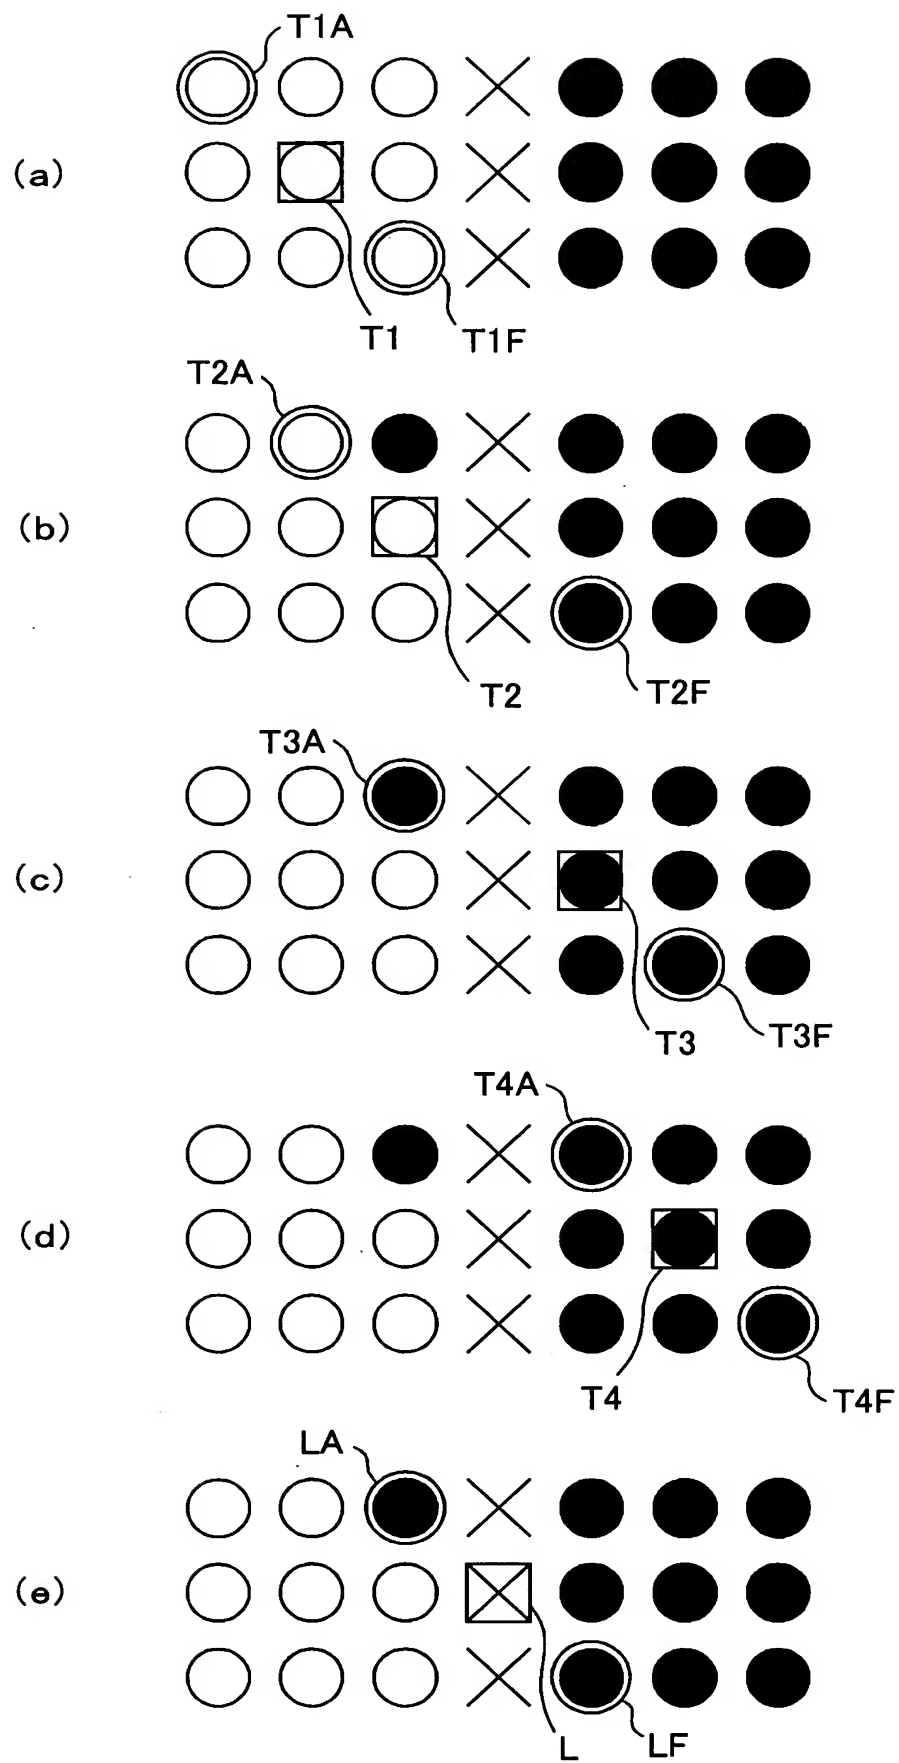 T1A
(a)
T1 T1F
T2A
(b)
T2 T2F
T3A
(c)
T3 T3F
T4A
(d)
T4 T4F
LA
(e)
L LF